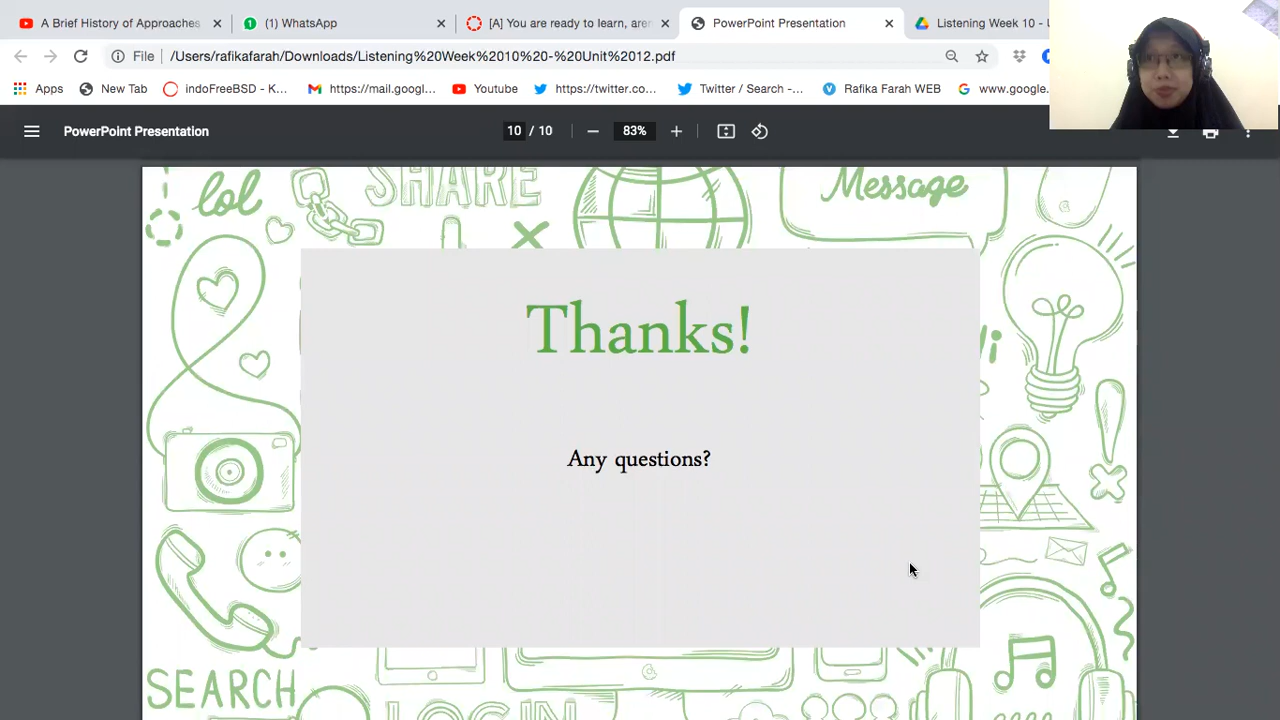 A Brief History of Approaches
(1) WhatsApp
[A] You are ready to learn, aren
PowerPoint Presentation
Listening Week 10 - U
File
/Users/rafikafarah/Downloads/Listening%20Week%2010%20-%20Unit%2012.pdf
Apps
New Tab
indoFreeBSD - K...
https://mail.googl...
Youtube
https://twitter.co...
Twitter / Search -...
Rafika Farah WEB
www.google.
PowerPoint Presentation
10 / 10
83%
lol
SHARE
Message
Thanks!
Any questions?
SEARCH
LOGIN